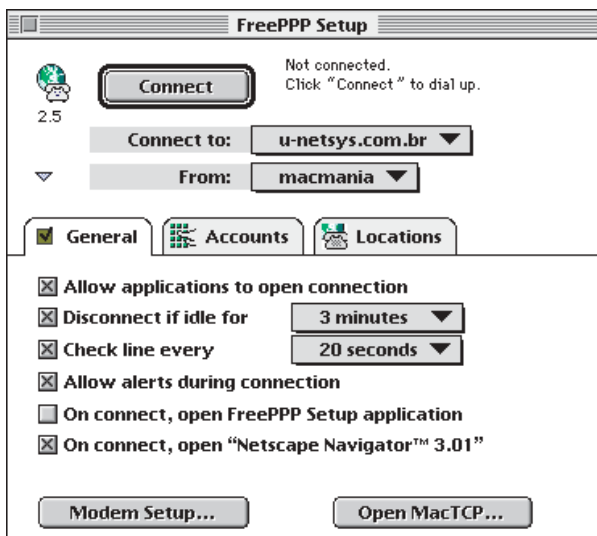 FreePPP Setup
Not connected.
Connect
Click “Connect” to dial up.
2.5
Connect to: u-netsys.com.br
From: macmania
General Accounts Locations
Allow applications to open connection
Disconnect if idle for 3 minutes
Check line every 20 seconds
Allow alerts during connection
On connect, open FreePPP Setup application
On connect, open “Netscape Navigator™ 3.01”
Modem Setup... Open MacTCP...